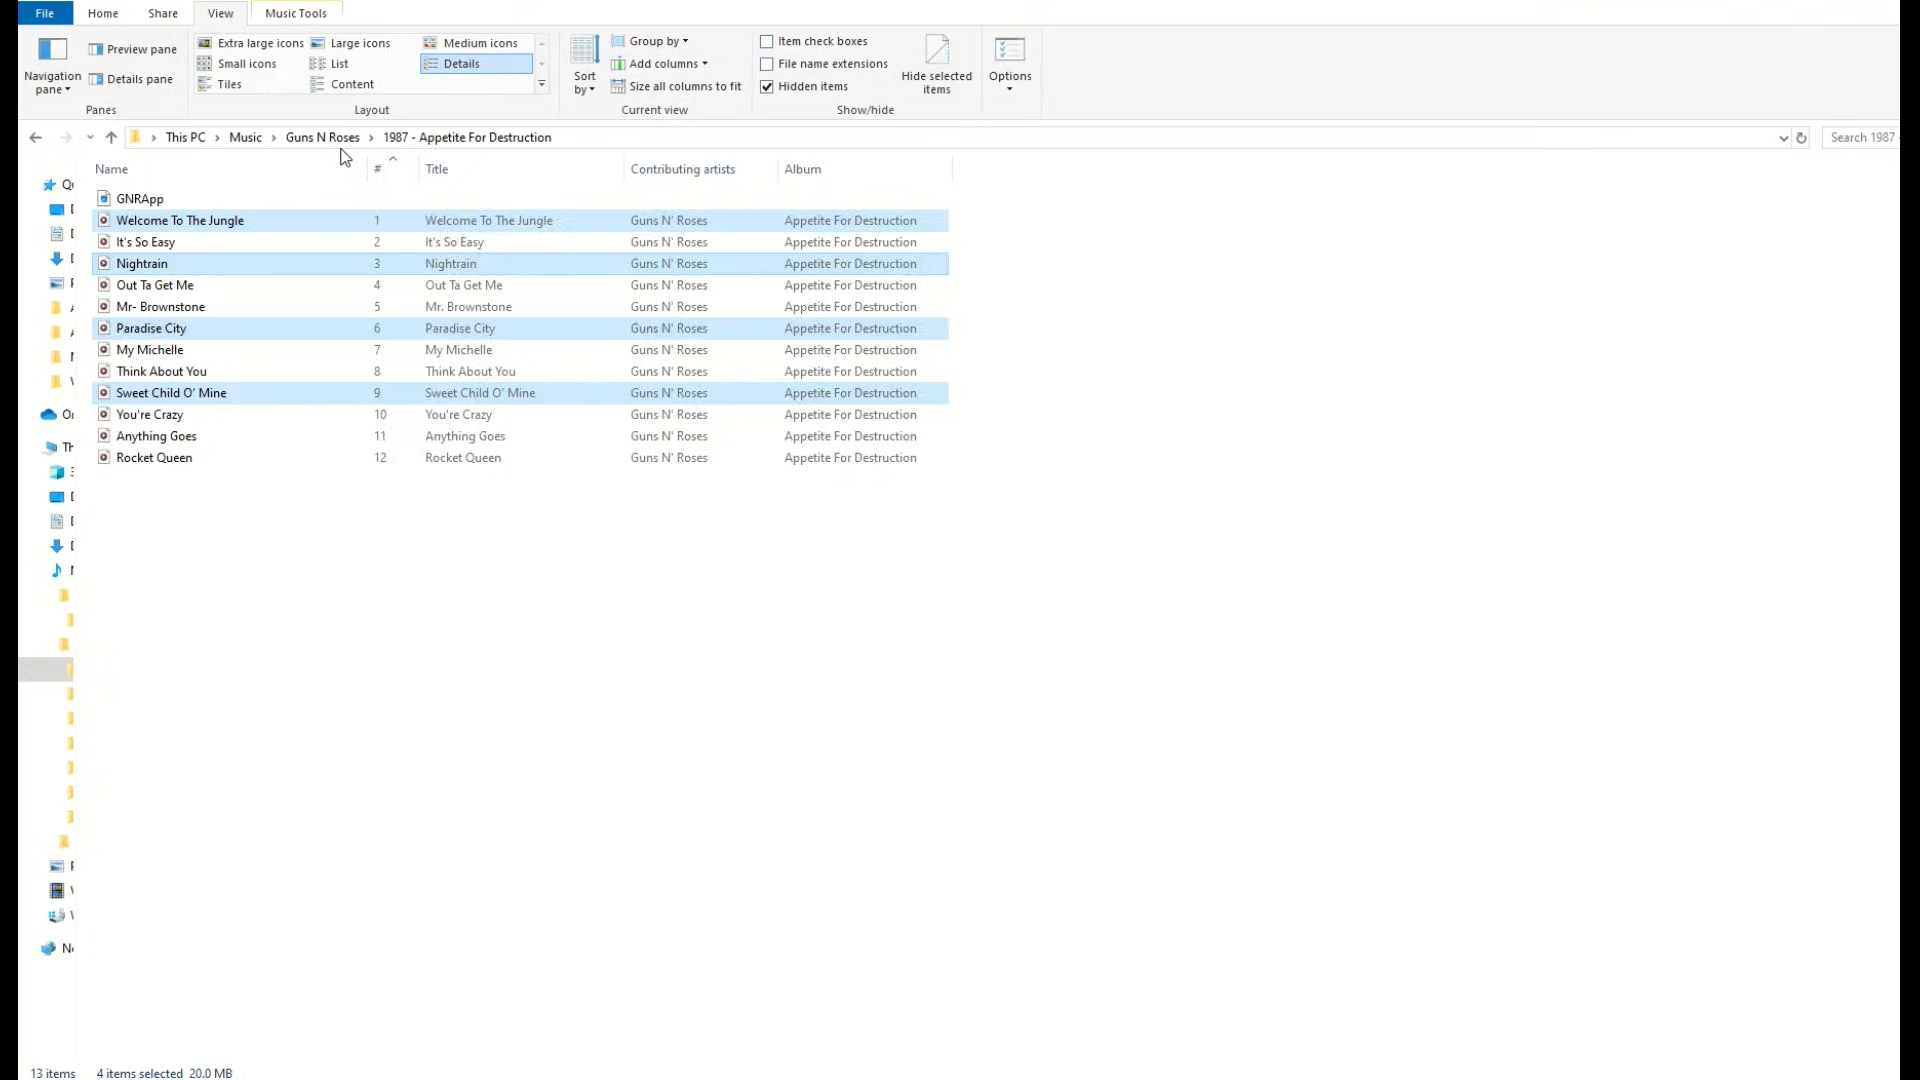 File Home Share View Music Tools
Navigation pane
Preview pane
Details pane
Panes
Extra large icons Large icons Medium icons
Small icons List Details
Tiles Content
Layout
Sort by
Group by
Add columns
Size all columns to fit
Current view
Item check boxes
File name extensions
Hidden items
Hide selected items
Show/hide
Options
This PC > Music > Guns N Roses > 1987 - Appetite For Destruction
Search 1987 -
Name # Title Contributing artists Album
GNRApp
Welcome To The Jungle 1 Welcome To The Jungle Guns N' Roses Appetite For Destruction
It's So Easy 2 It's So Easy Guns N' Roses Appetite For Destruction
Nightrain 3 Nightrain Guns N' Roses Appetite For Destruction
Out Ta Get Me 4 Out Ta Get Me Guns N' Roses Appetite For Destruction
Mr- Brownstone 5 Mr. Brownstone Guns N' Roses Appetite For Destruction
Paradise City 6 Paradise City Guns N' Roses Appetite For Destruction
My Michelle 7 My Michelle Guns N' Roses Appetite For Destruction
Think About You 8 Think About You Guns N' Roses Appetite For Destruction
Sweet Child O' Mine 9 Sweet Child O' Mine Guns N' Roses Appetite For Destruction
You're Crazy 10 You're Crazy Guns N' Roses Appetite For Destruction
Anything Goes 11 Anything Goes Guns N' Roses Appetite For Destruction
Rocket Queen 12 Rocket Queen Guns N' Roses Appetite For Destruction
13 items 4 items selected 20.0 MB